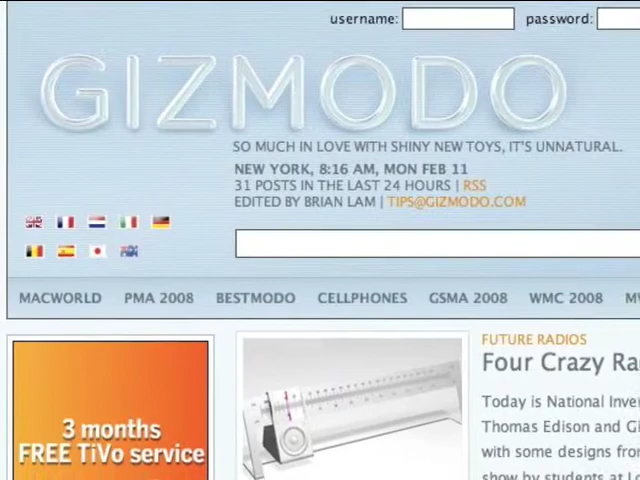 username: password:
GIZMODO
SO MUCH IN LOVE WITH SHINY NEW TOYS, IT'S UNNATURAL.
NEW YORK, 8:16 AM, MON FEB 11
31 POSTS IN THE LAST 24 HOURS | RSS
EDITED BY BRIAN LAM | TIPS@GIZMODO.COM
MACWORLD PMA 2008 BESTMODO CELLPHONES GSMA 2008 WMC 2008
3 months
FREE TiVo service
FUTURE RADIOS
Four Crazy Ra
Today is National Inve
Thomas Edison and Gi
with some designs from
show by students at Lo